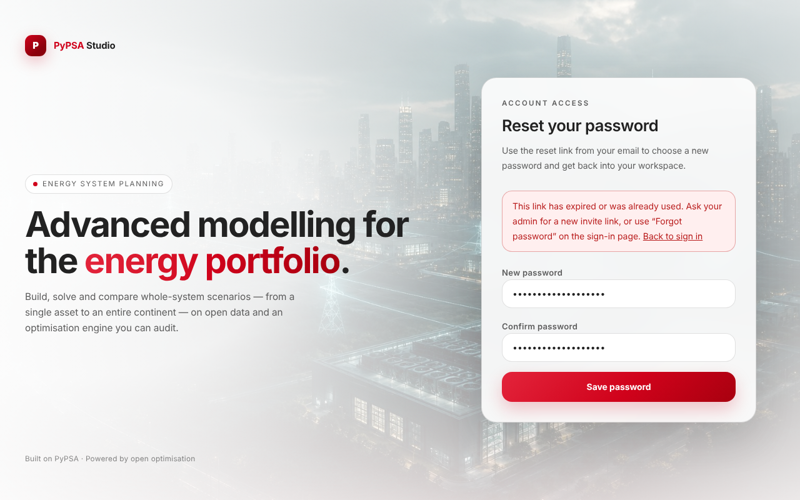 P
PyPSA Studio
ENERGY SYSTEM PLANNING
Advanced modelling for
the energy portfolio.
Build, solve and compare whole-system scenarios — from a
single asset to an entire continent — on open data and an
optimisation engine you can audit.
Built on PyPSA · Powered by open optimisation
ACCOUNT ACCESS
Reset your password
Use the reset link from your email to choose a new
password and get back into your workspace.
This link has expired or was already used. Ask your
admin for a new invite link, or use “Forgot
password” on the sign-in page. Back to sign in
New password
•••••••••••••••••••
Confirm password
•••••••••••••••••••
Save password